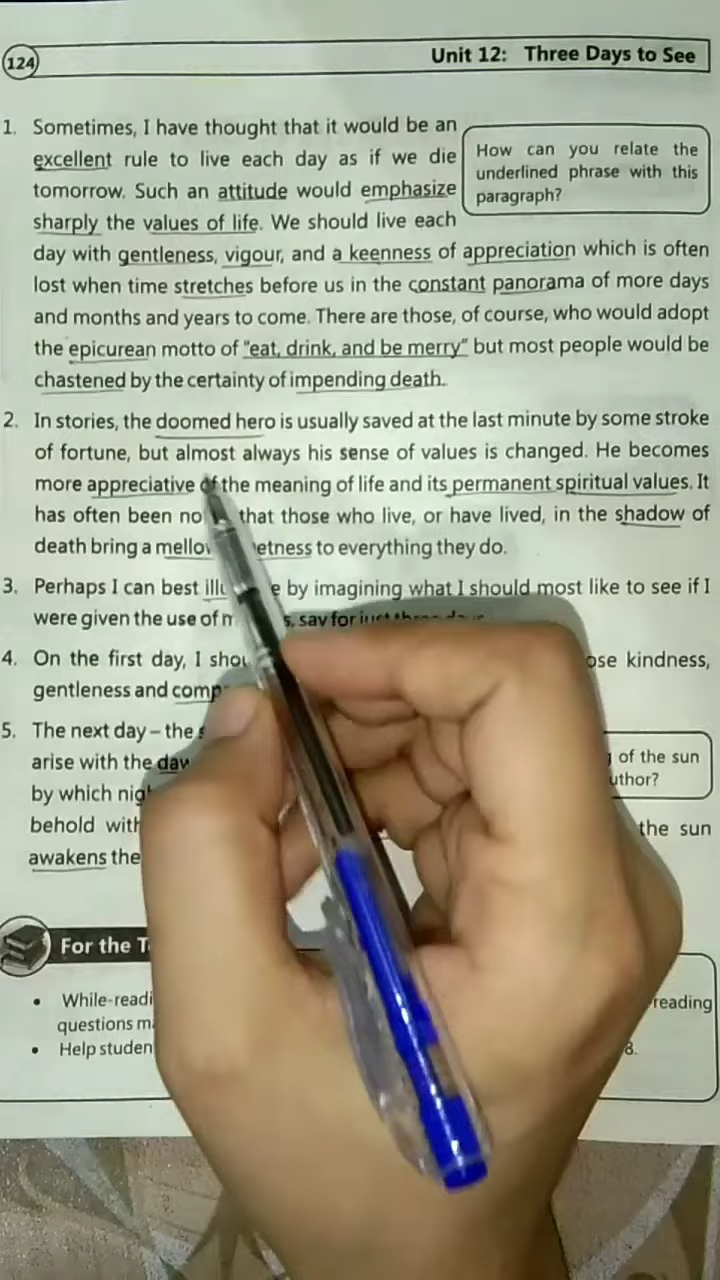 124
Unit 12: Three Days to See
1. Sometimes, I have thought that it would be an
excellent rule to live each day as if we die
tomorrow. Such an attitude would emphasize
sharply the values of life. We should live each
How can you relate the
underlined phrase with this
paragraph?
day with gentleness, vigour, and a keenness of appreciation which is often
lost when time stretches before us in the constant panorama of more days
and months and years to come. There are those, of course, who would adopt
the epicurean motto of "eat, drink, and be merry" but most people would be
chastened by the certainty of impending death.
2. In stories, the doomed hero is usually saved at the last minute by some stroke
of fortune, but almost always his sense of values is changed. He becomes
more appreciative of the meaning of life and its permanent spiritual values. It
has often been no that those who live, or have lived, in the shadow of
death bring a mellow etness to everything they do.
3. Perhaps I can best illu e by imagining what I should most like to see if I
were given the use of m s, say for just three days.
4. On the first day, I shou ose kindness,
gentleness and comp
5. The next day – the s
arise with the daw
of the sun
uthor?
by which nigh
behold with the sun
awakens the
For the T
• While-readi reading
questions ma
• Help studen 8.